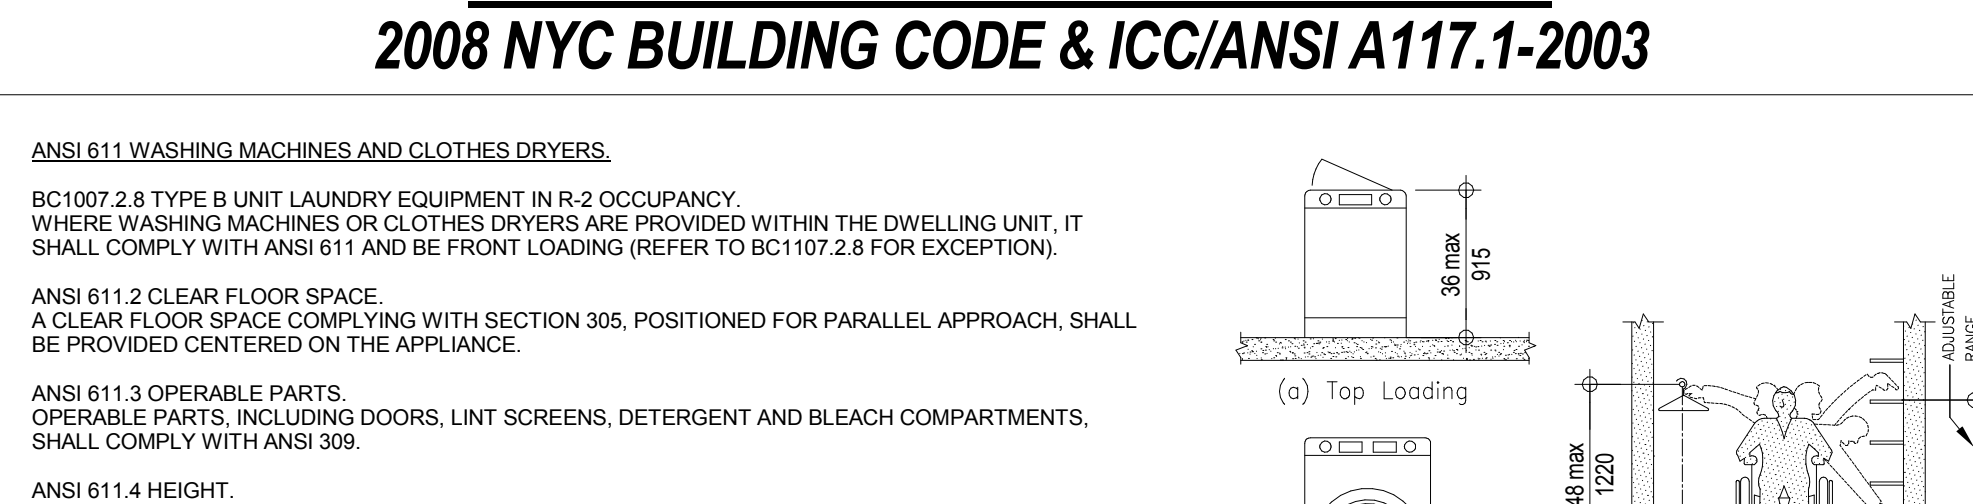 2008 NYC BUILDING CODE & ICC/ANSI A117.1-2003
ANSI 611 WASHING MACHINES AND CLOTHES DRYERS.
BC1007.2.8 TYPE B UNIT LAUNDRY EQUIPMENT IN R-2 OCCUPANCY.
WHERE WASHING MACHINES OR CLOTHES DRYERS ARE PROVIDED WITHIN THE DWELLING UNIT, IT
SHALL COMPLY WITH ANSI 611 AND BE FRONT LOADING (REFER TO BC1107.2.8 FOR EXCEPTION).
ANSI 611.2 CLEAR FLOOR SPACE.
A CLEAR FLOOR SPACE COMPLYING WITH SECTION 305, POSITIONED FOR PARALLEL APPROACH, SHALL
BE PROVIDED CENTERED ON THE APPLIANCE.
ANSI 611.3 OPERABLE PARTS.
OPERABLE PARTS, INCLUDING DOORS, LINT SCREENS, DETERGENT AND BLEACH COMPARTMENTS,
SHALL COMPLY WITH ANSI 309.
ANSI 611.4 HEIGHT.
36 max
915
(a) Top Loading
48 max
1220
ADJUSTABLE
RANGE